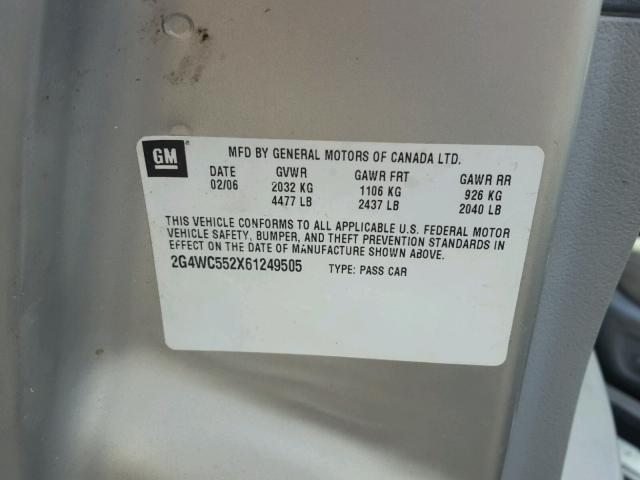 GM MFD BY GENERAL MOTORS OF CANADA LTD.
DATE GVWR GAWR FRT GAWR RR
02/06 2032 KG 1106 KG 926 KG
4477 LB 2437 LB 2040 LB
THIS VEHICLE CONFORMS TO ALL APPLICABLE U.S. FEDERAL MOTOR
VEHICLE SAFETY, BUMPER, AND THEFT PREVENTION STANDARDS IN
EFFECT ON THE DATE OF MANUFACTURE SHOWN ABOVE.
2G4WC552X61249505 TYPE: PASS CAR